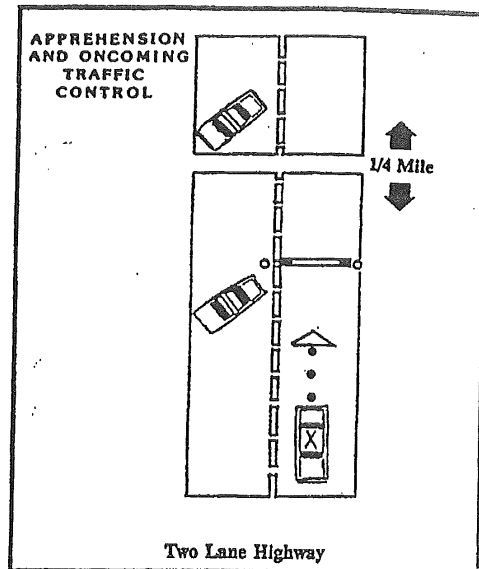 APPREHENSION
AND ONCOMING
TRAFFIC
CONTROL
1/4 Mile
X
Two Lane Highway